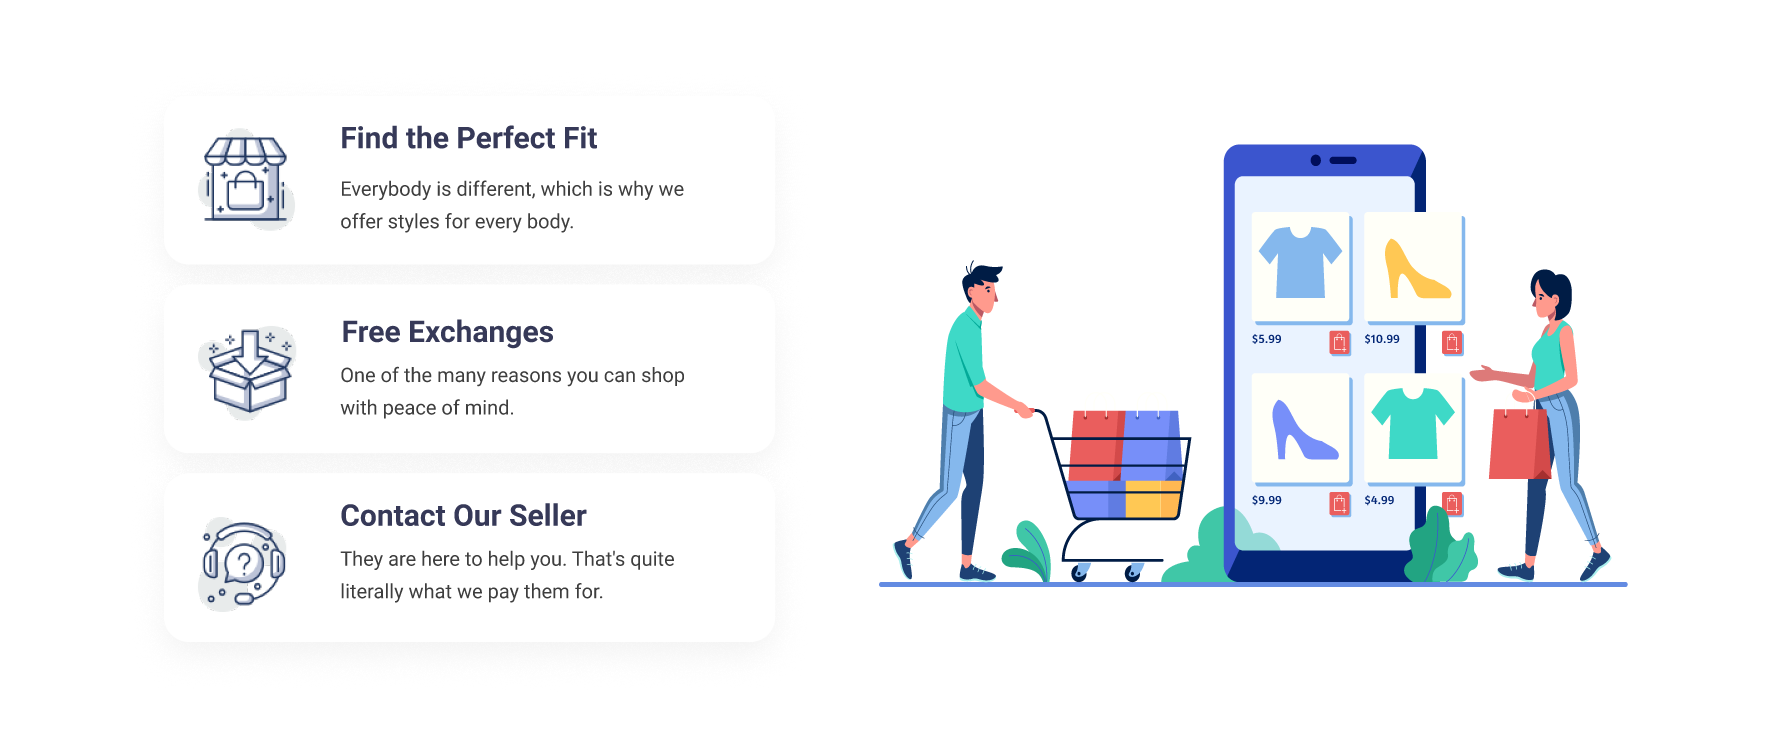 Find the Perfect Fit
Everybody is different, which is why we
offer styles for every body.
Free Exchanges
One of the many reasons you can shop
with peace of mind.
Contact Our Seller
They are here to help you. That's quite
literally what we pay them for.
?
$5.99
$10.99
$9.99
$4.99